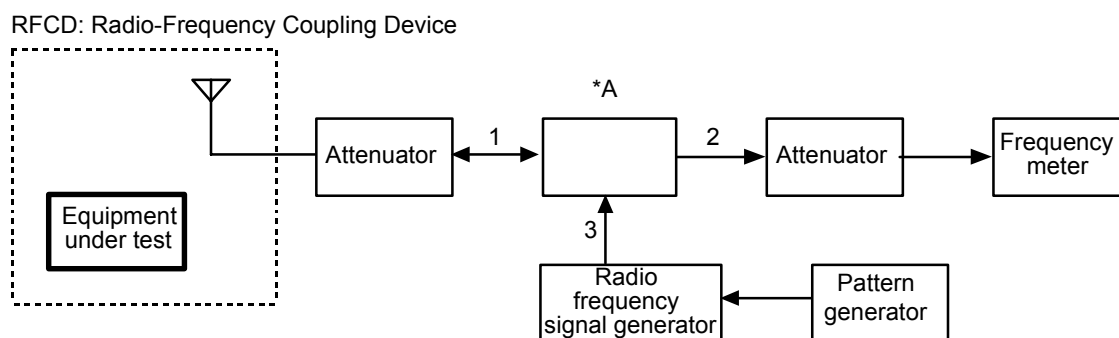 RFCD: Radio-Frequency Coupling Device
*A
Attenuator
1
2
Attenuator
Frequency
meter
Equipment
under test
3
Radio
frequency
signal generator
Pattern
generator